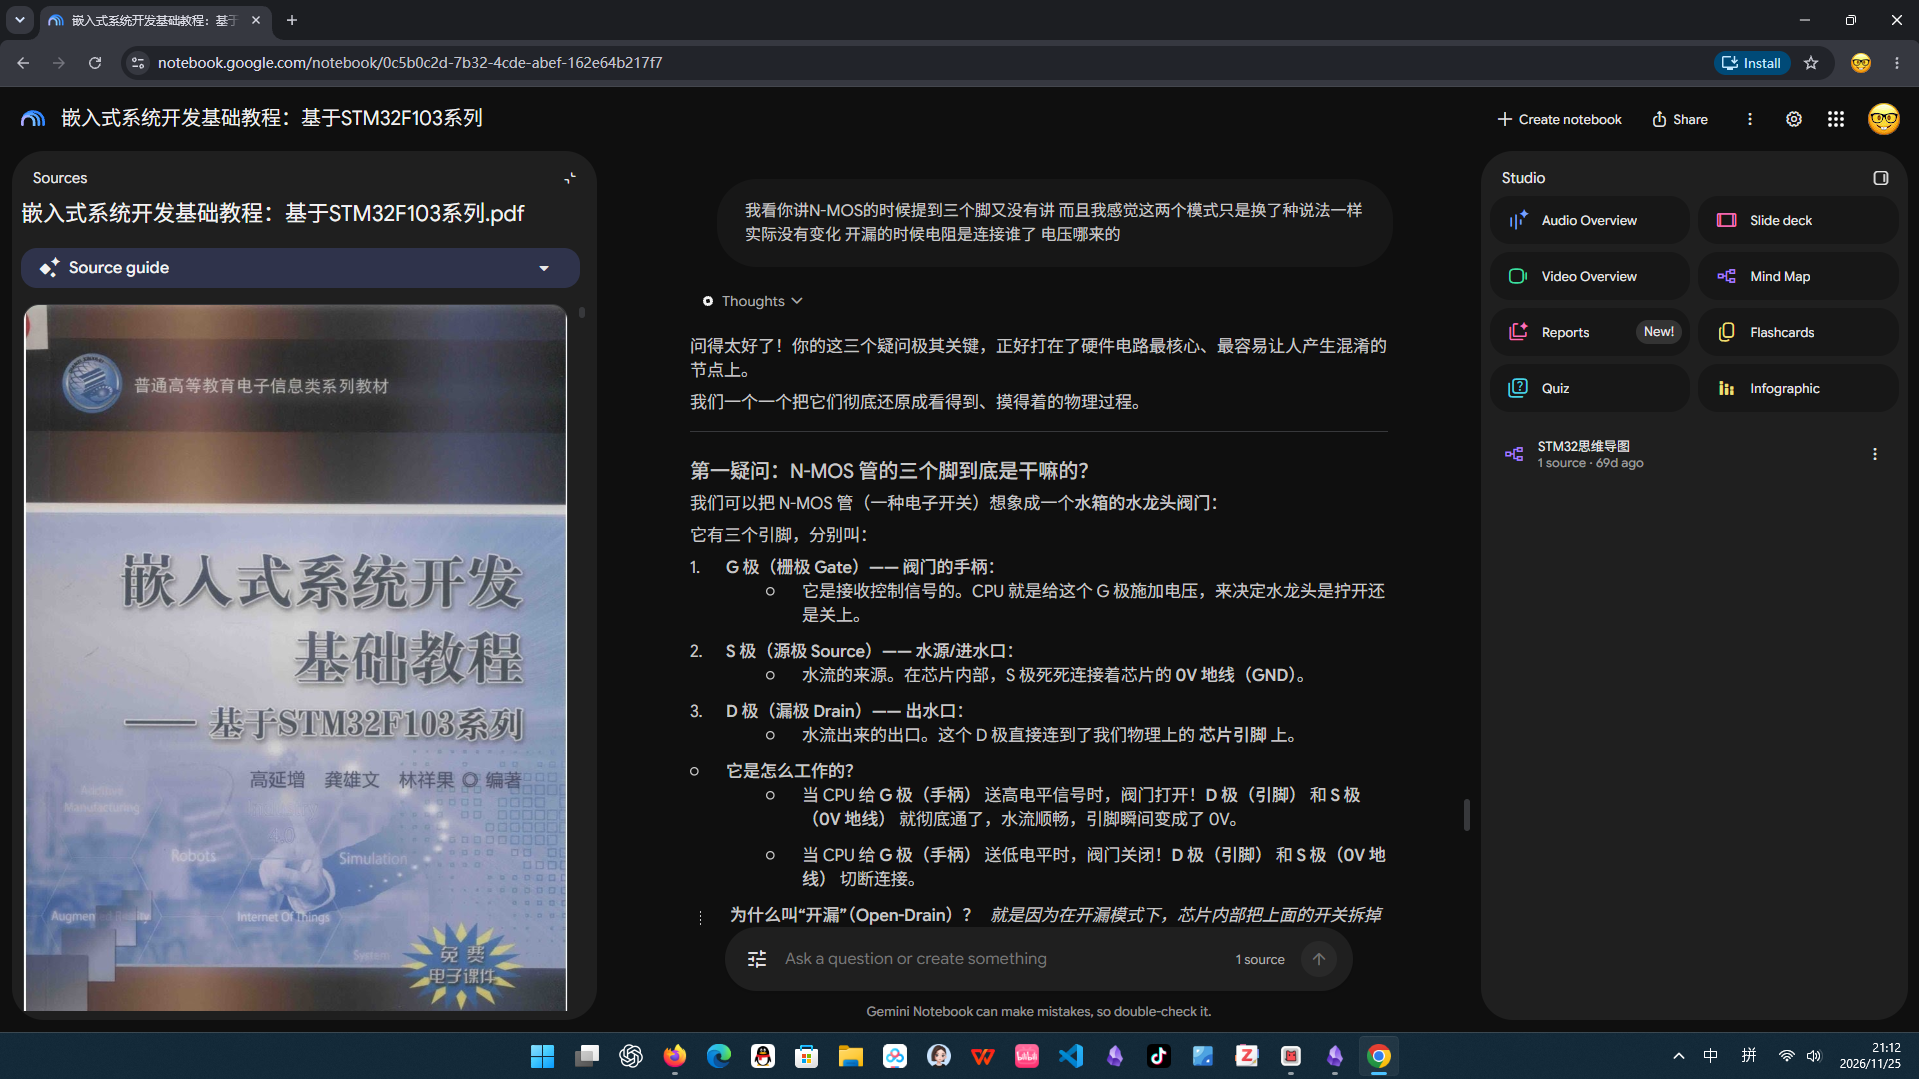 嵌入式系统开发基础教程：基于
notebook.google.com/notebook/0c5b0c2d-7b32-4cde-abef-162e64b217f7
Install
嵌入式系统开发基础教程：基于STM32F103系列
Create notebook
Share
Sources
嵌入式系统开发基础教程：基于STM32F103系列.pdf
Source guide
普通高等教育电子信息类系列教材
嵌入式系统开发
基础教程
—— 基于STM32F103系列
高延增 龚雄文 林祥果 ◎ 编著
Additive
Manufacturing
Robots
Simulation
Augmented Reality
Internet Of Things
System
免费
电子课件
我看你讲N-MOS的时候提到三个脚又没有讲 而且我感觉这两个模式只是换了种说法一样
实际没有变化 开漏的时候电阻是连接谁了 电压哪来的
Thoughts
问得太好了！你的这三个疑问极其关键，正好打在了硬件电路最核心、最容易让人产生混淆的
节点上。
我们一个一个把它们彻底还原成看得到、摸得着的物理过程。
第一疑问：N-MOS 管的三个脚到底是干嘛的？
我们可以把 N-MOS 管（一种电子开关）想象成一个水箱的水龙头阀门：
它有三个引脚，分别叫：
1. G 极（栅极 Gate）—— 阀门的手柄：
○ 它是接收控制信号的。CPU 就是给这个 G 极施加电压，来决定水龙头是拧开还
是关上。
2. S 极（源极 Source）—— 水源/进水口：
○ 水流的来源。在芯片内部，S 极死死连接着芯片的 0V 地线（GND）。
3. D 极（漏极 Drain）—— 出水口：
○ 水流出来的出口。这个 D 极直接连到了我们物理上的 芯片引脚 上。
○ 它是怎么工作的？
○ 当 CPU 给 G 极（手柄） 送高电平信号时，阀门打开！D 极（引脚） 和 S 极
（0V 地线） 就彻底通了，水流顺畅，引脚瞬间变成了 0V。
○ 当 CPU 给 G 极（手柄） 送低电平时，阀门关闭！D 极（引脚） 和 S 极（0V 地
线） 切断连接。
为什么叫“开漏”（Open-Drain）？ 就是因为在开漏模式下，芯片内部把上面的开关拆掉
Ask a question or create something
1 source
Gemini Notebook can make mistakes, so double-check it.
Studio
Audio Overview
Slide deck
Video Overview
Mind Map
Reports
New!
Flashcards
Quiz
Infographic
STM32思维导图
1 source · 69d ago
中
拼
21:12
2026/11/25